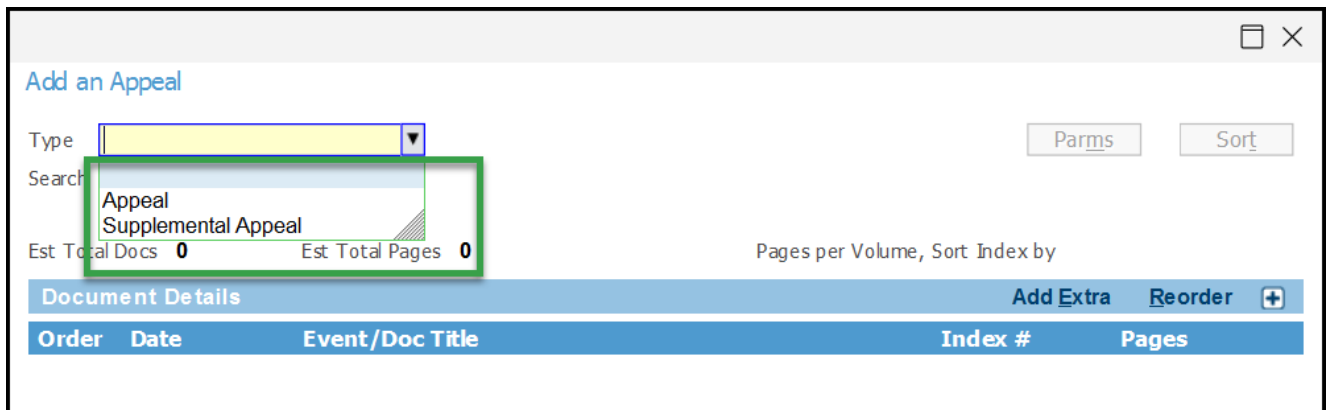 Add an Appeal
Type Parms Sort
Search
Appeal
Supplemental Appeal
Est Total Docs 0 Est Total Pages 0 Pages per Volume, Sort Index by
Document Details Add Extra Reorder
Order Date Event/Doc Title Index # Pages